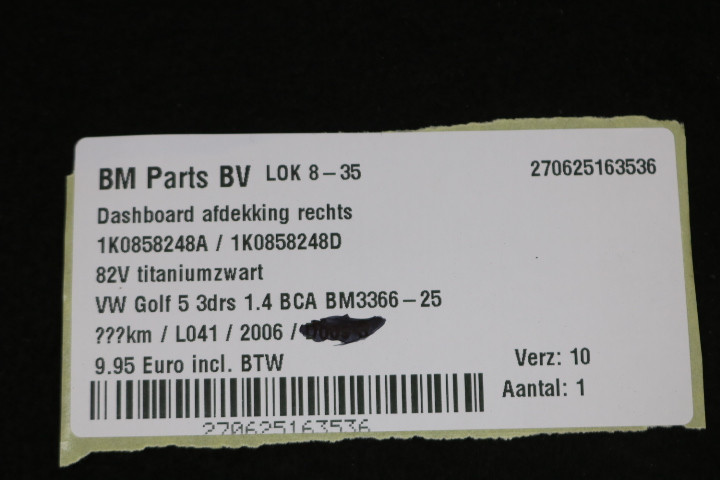 BM Parts BV LOK 8-35 270625163536
Dashboard afdekking rechts
1K0858248A / 1K0858248D
82V titaniumzwart
VW Golf 5 3drs 1.4 BCA BM3366-25
???km / L041 / 2006 /
9.95 Euro incl. BTW Verz: 10
Aantal: 1
270625163536